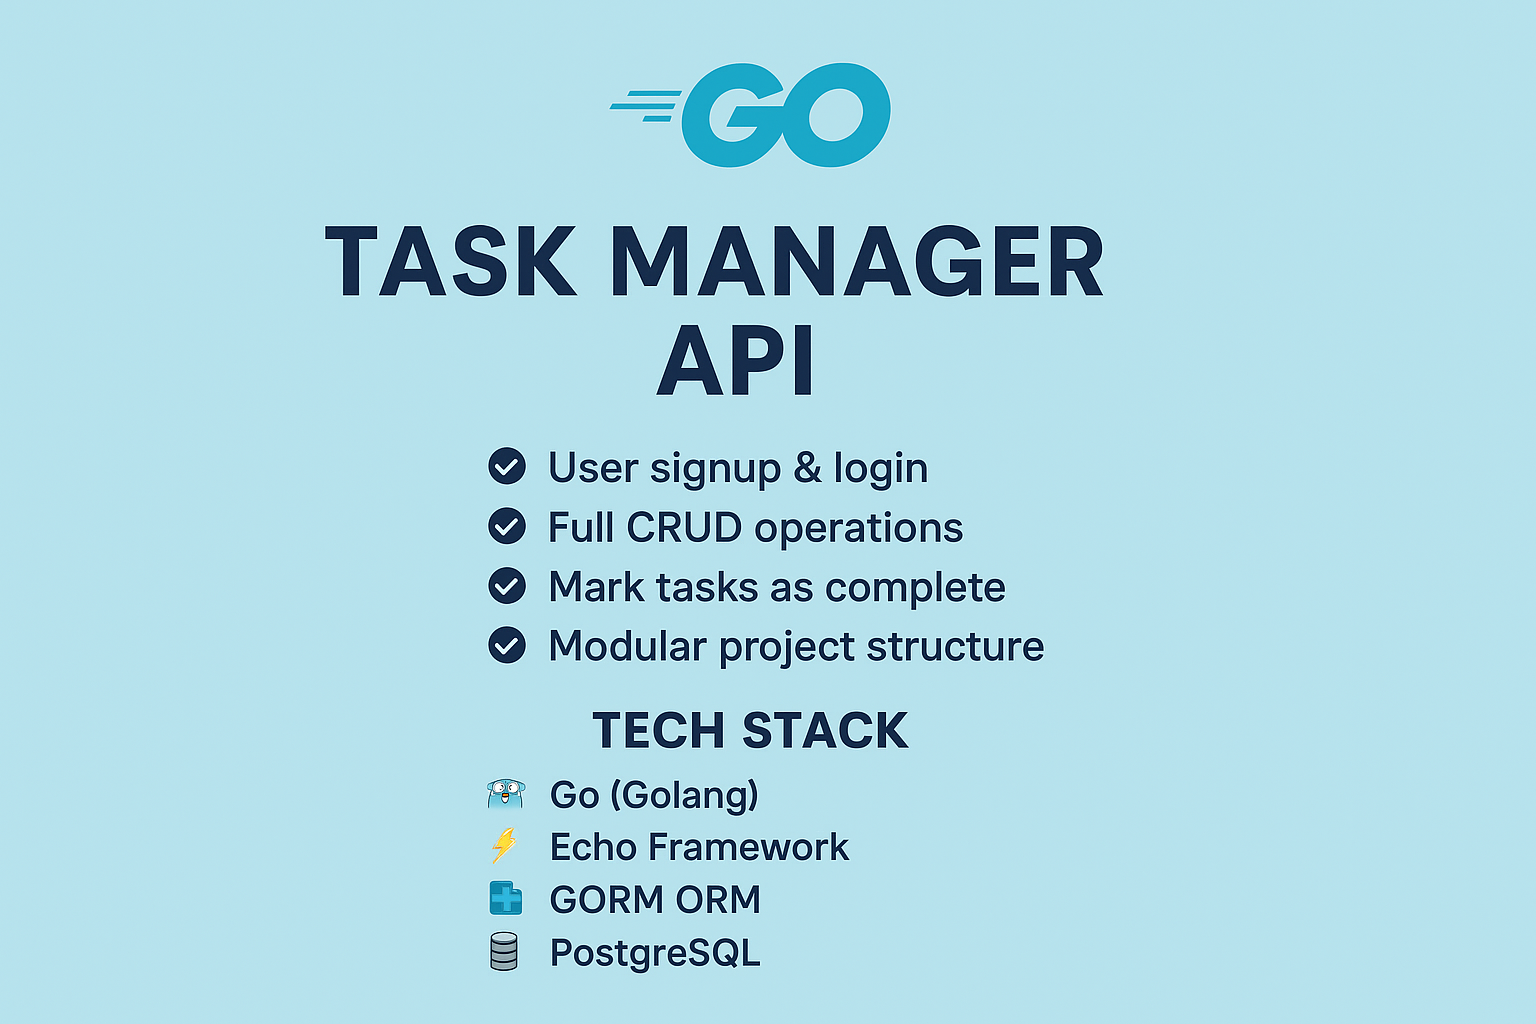 GO
TASK MANAGER
API
User signup & login
Full CRUD operations
Mark tasks as complete
Modular project structure
TECH STACK
Go (Golang)
Echo Framework
GORM ORM
PostgreSQL